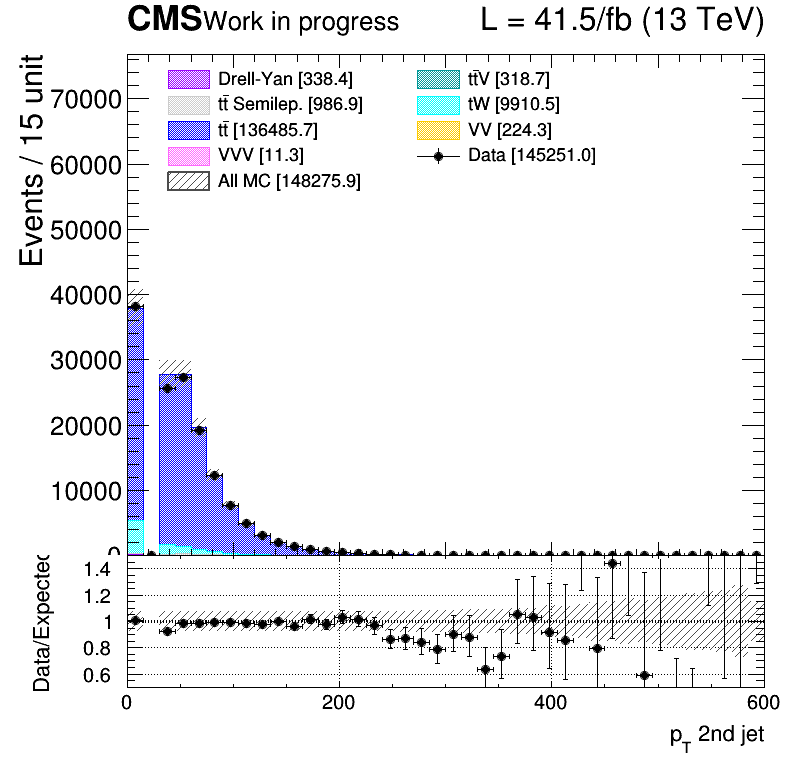 CMS Work in progress L = 41.5/fb (13 TeV)
Events / 15 unit
Drell-Yan [338.4]
tt̄ Semilep. [986.9]
tt̄ [136485.7]
VVV [11.3]
All MC [148275.9]
tt̄V [318.7]
tW [9910.5]
VV [224.3]
Data [145251.0]
70000
60000
50000
40000
30000
20000
10000
0
Data/Expected
1.4
1.2
1
0.8
0.6
0 200 400 600
p_T 2nd jet